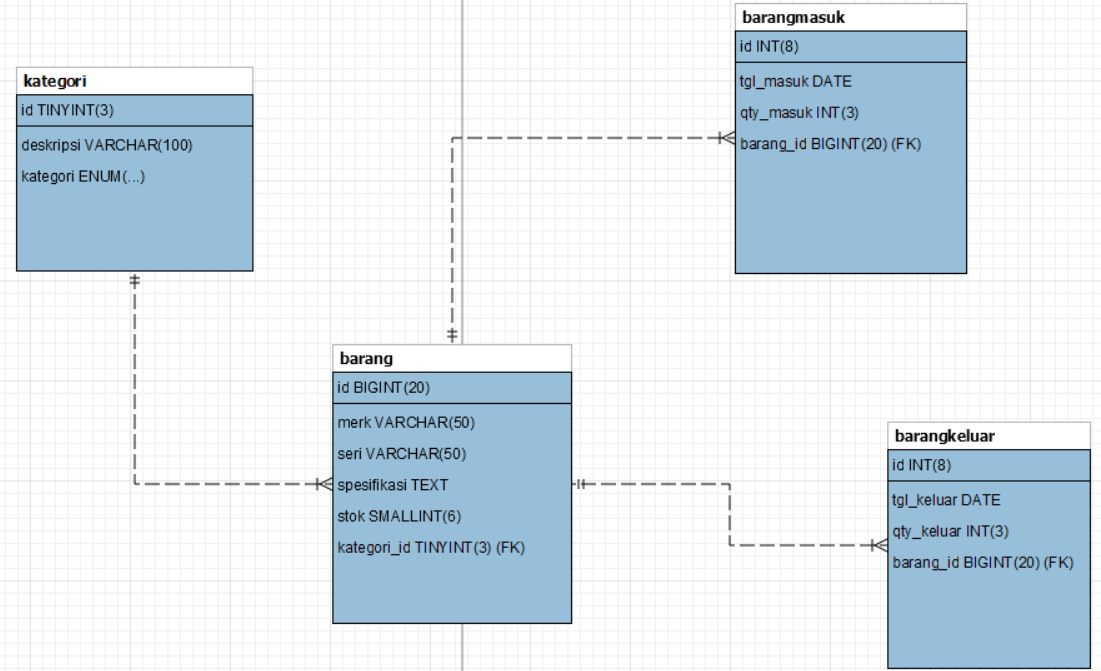 kategori
id TINYINT(3)
deskripsi VARCHAR(100)
kategori ENUM(...)
barangmasuk
id INT(8)
tgl_masuk DATE
qty_masuk INT(3)
barang_id BIGINT(20) (FK)
barang
id BIGINT(20)
merk VARCHAR(50)
seri VARCHAR(50)
spesifikasi TEXT
stok SMALLINT(6)
kategori_id TINYINT(3) (FK)
barangkeluar
id INT(8)
tgl_keluar DATE
qty_keluar INT(3)
barang_id BIGINT(20) (FK)